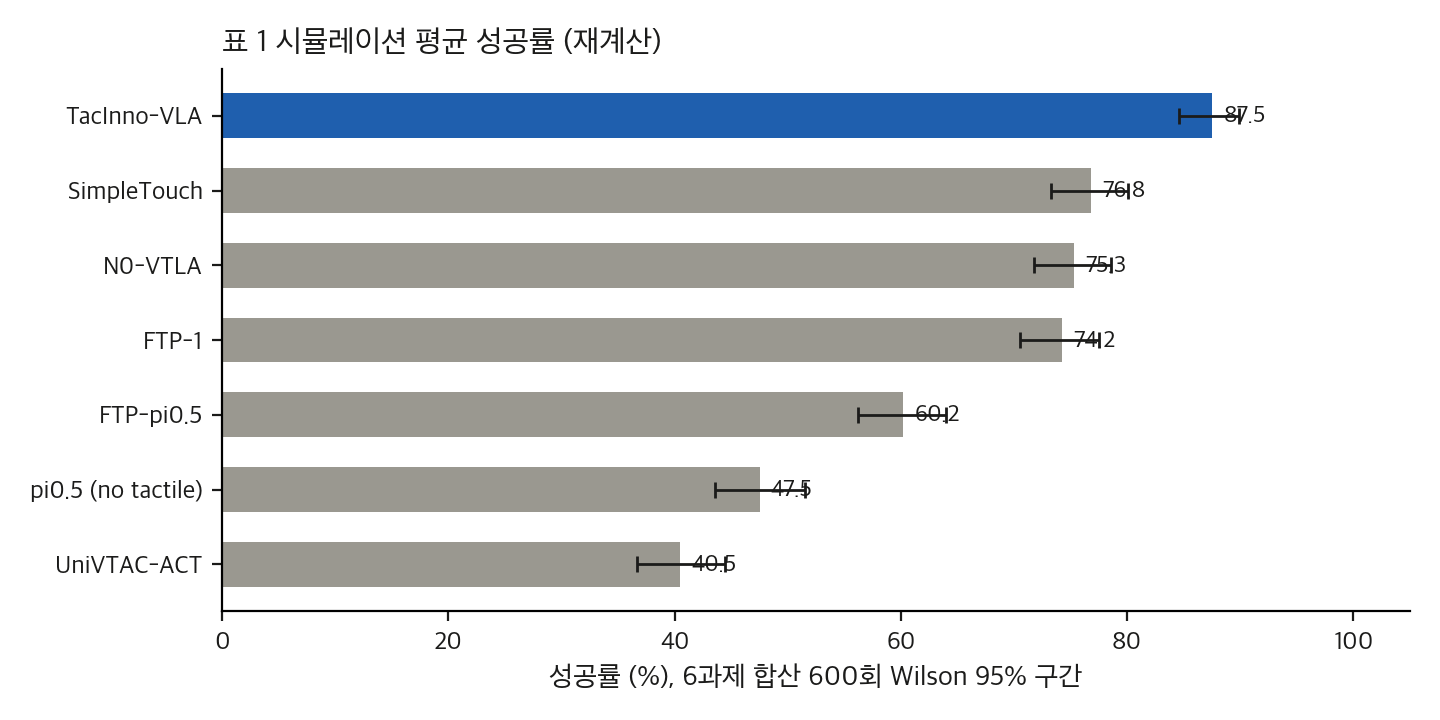 표 1 시뮬레이션 평균 성공률 (재계산)
TacInno-VLA
87.5
SimpleTouch
76.8
N0-VTLA
75.3
FTP-1
74.2
FTP-pi0.5
60.2
pi0.5 (no tactile)
47.5
UniVTAC-ACT
40.5
0 20 40 60 80 100
성공률 (%), 6과제 합산 600회 Wilson 95% 구간